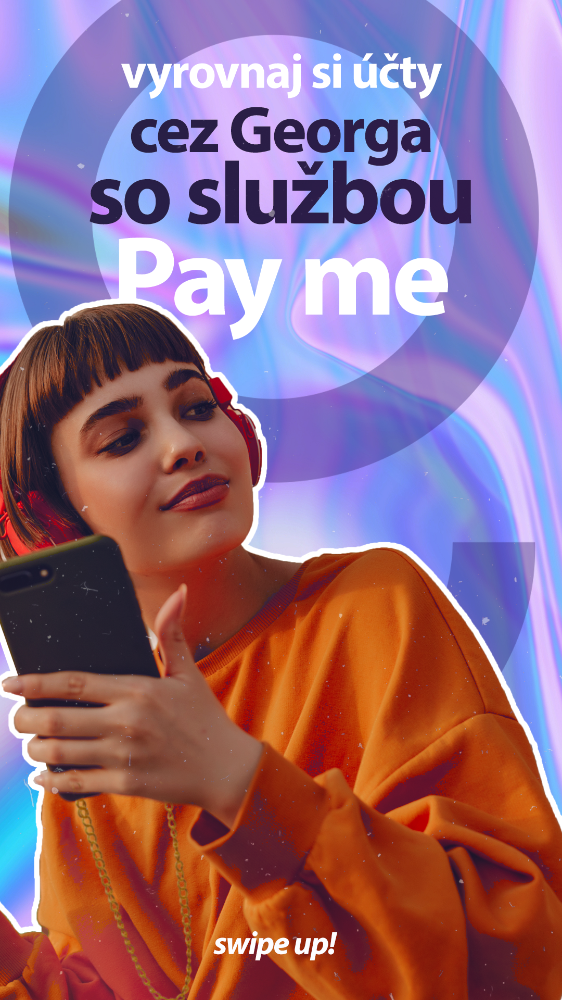 vyrovnaj si účty
cez Georga
so službou
Pay me
swipe up!